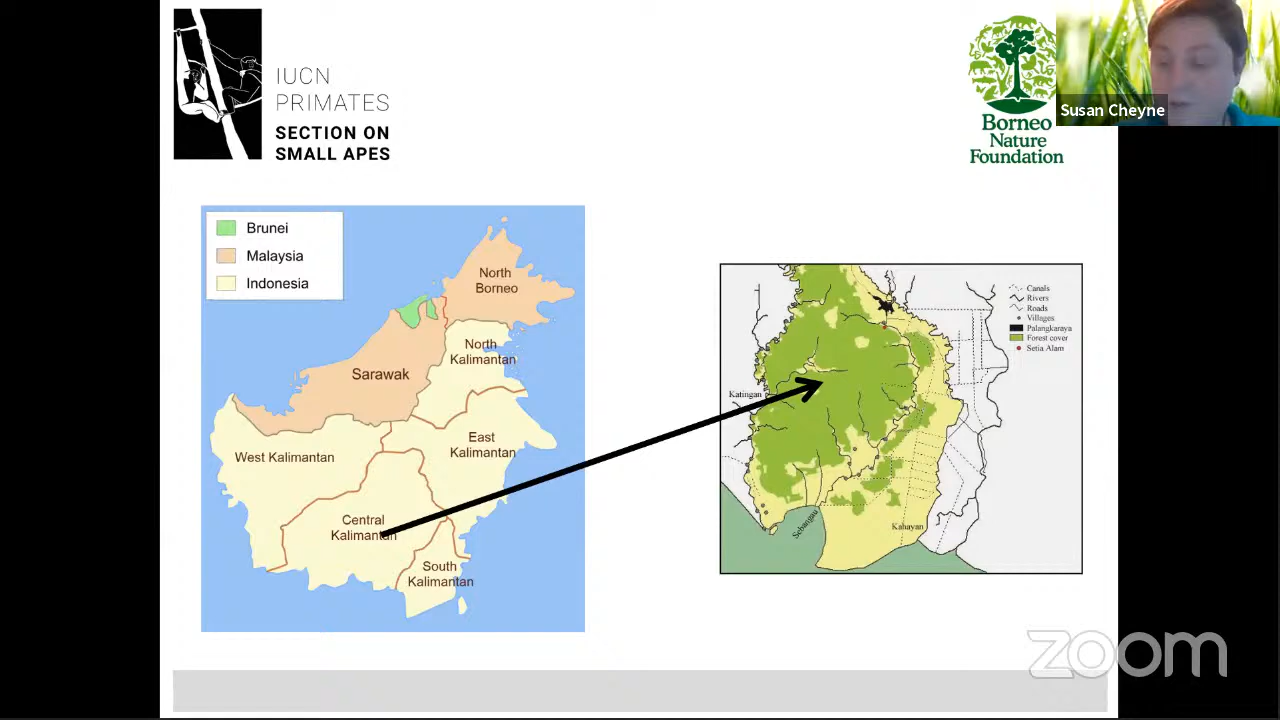 IUCN
PRIMATES
SECTION ON
SMALL APES
Borneo
Nature
Foundation
Susan Cheyne
Brunei
Malaysia
Indonesia
North
Borneo
North
Kalimantan
Sarawak
East
Kalimantan
West Kalimantan
Central
Kalimantan
South
Kalimantan
Canals
Rivers
Roads
Villages
Palangkaraya
Forest cover
Setia Alam
Katingan
Sebangau
Kahayan
zoom